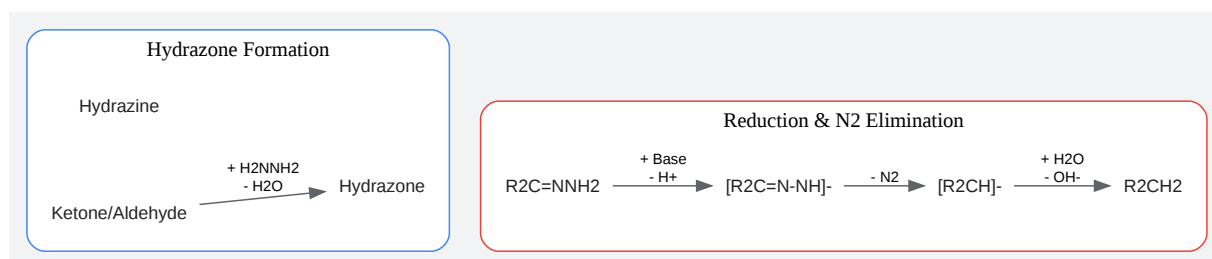 Hydrazone Formation
Hydrazine
+ H2NNH2
- H2O
Ketone/Aldehyde
Hydrazone
Reduction & N2 Elimination
R2C=NNH2
+ Base
- H+
[R2C=N-NH]-
- N2
[R2CH]-
+ H2O
- OH-
R2CH2